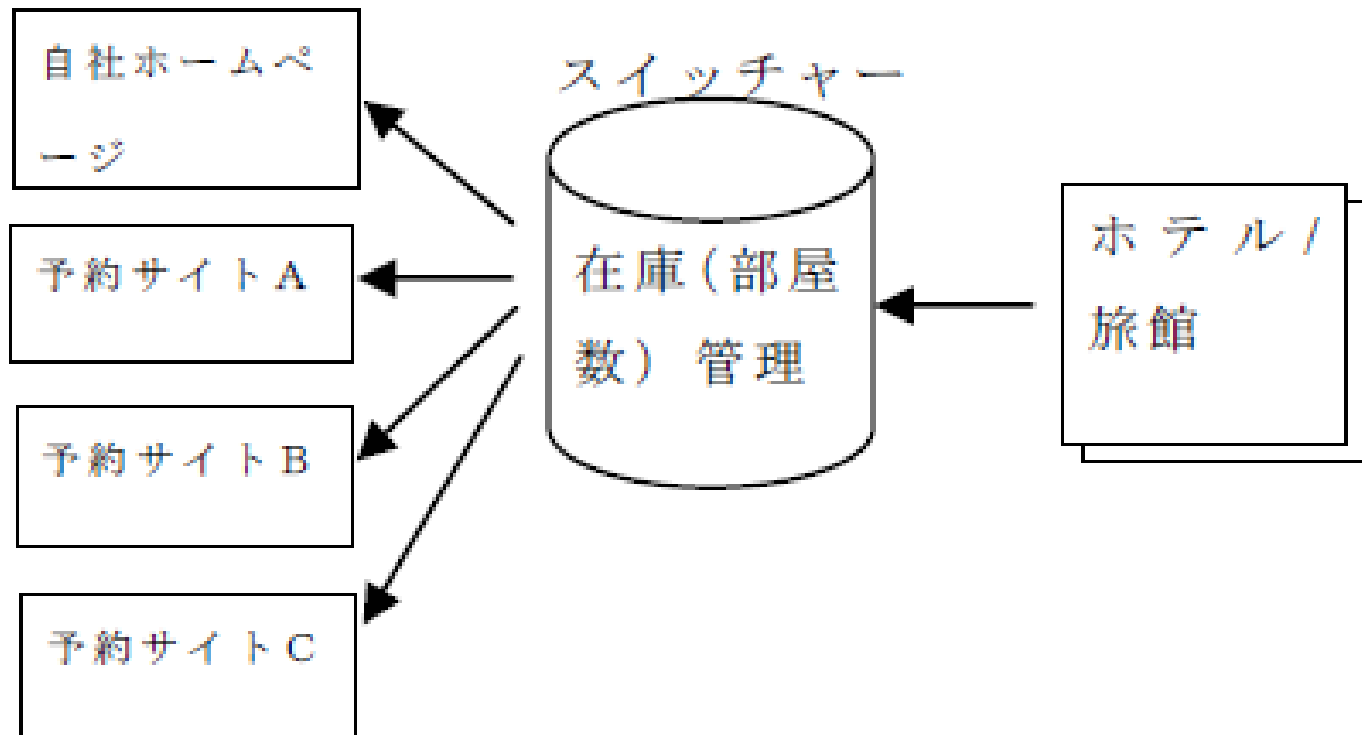 自社ホームペ
ージ
予約サイトA
予約サイトB
予約サイトC
スイッチャー
在庫(部屋
数) 管理
ホテル/
旅館